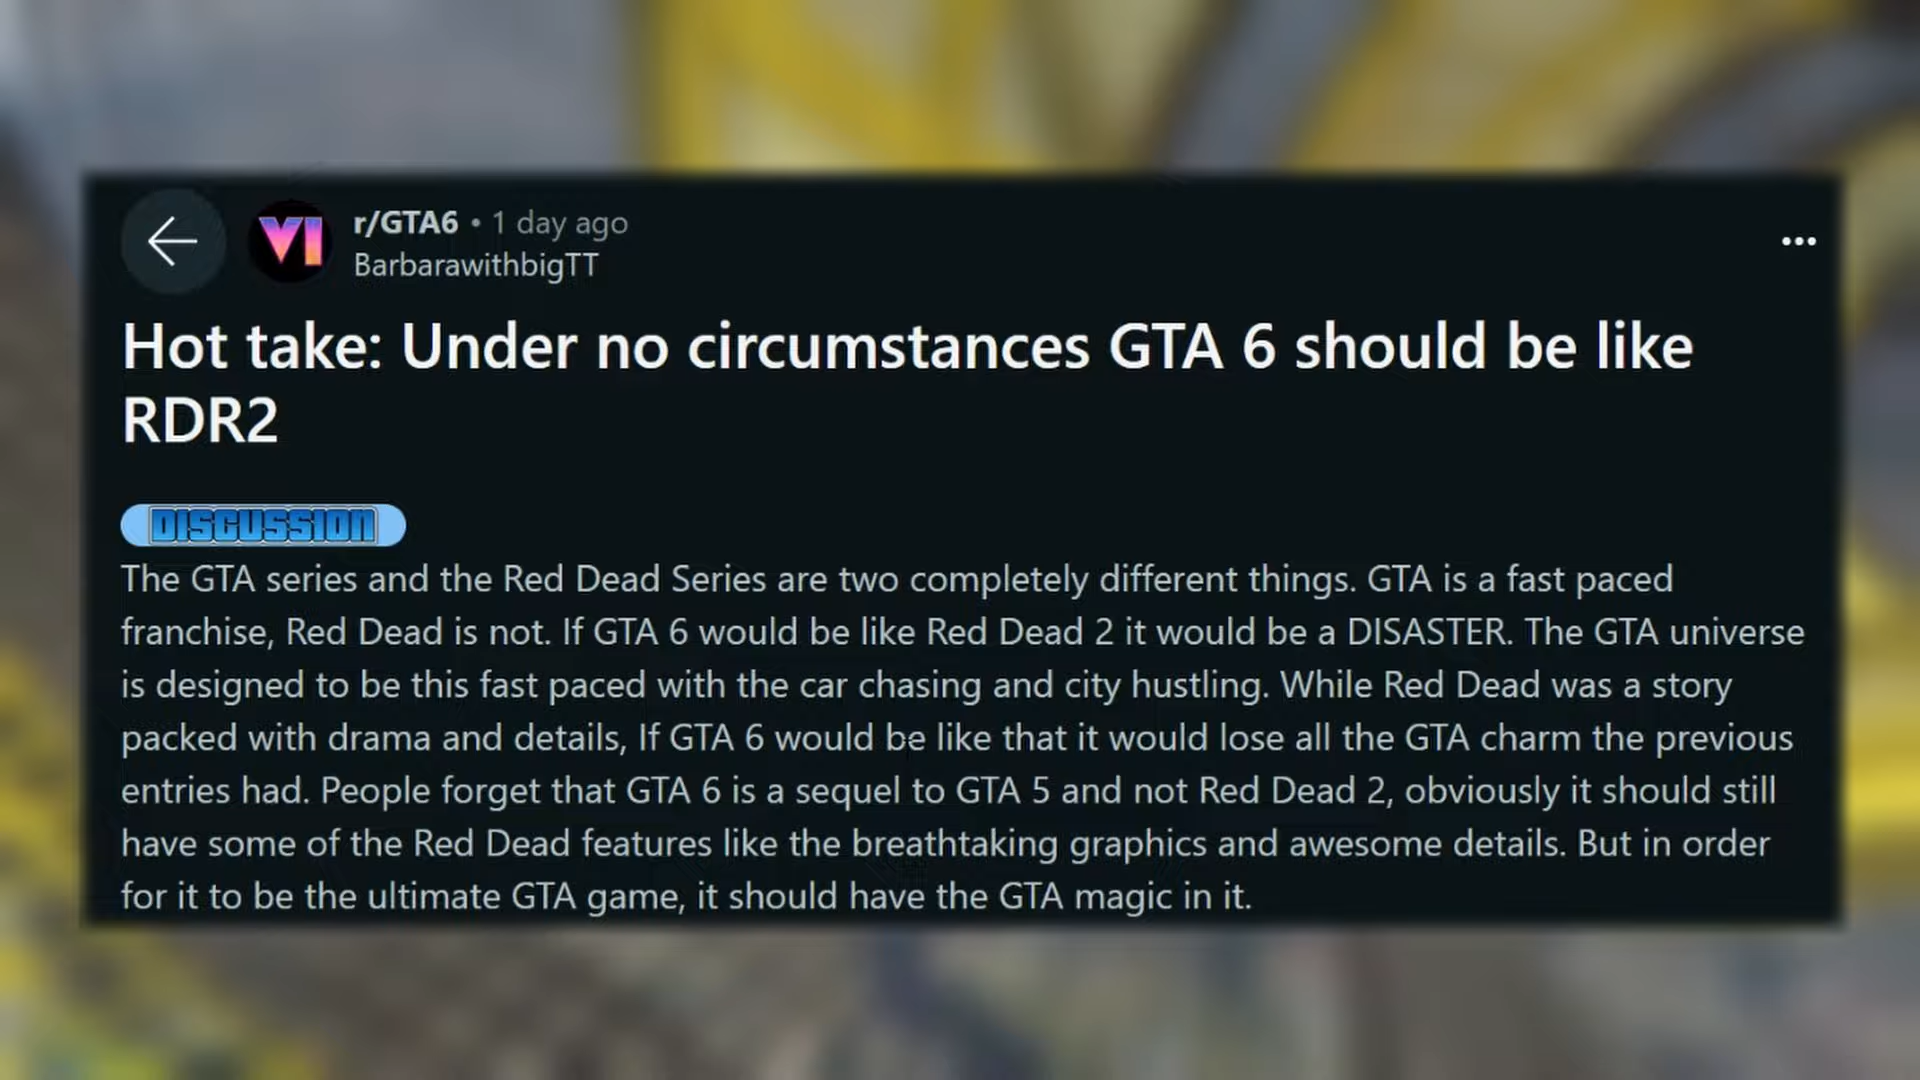 r/GTA6 • 1 day ago
VI
BarbarawithbigTT
Hot take: Under no circumstances GTA 6 should be like
RDR2
DISCUSSION
The GTA series and the Red Dead Series are two completely different things. GTA is a fast paced
franchise, Red Dead is not. If GTA 6 would be like Red Dead 2 it would be a DISASTER. The GTA universe
is designed to be this fast paced with the car chasing and city hustling. While Red Dead was a story
packed with drama and details, If GTA 6 would be like that it would lose all the GTA charm the previous
entries had. People forget that GTA 6 is a sequel to GTA 5 and not Red Dead 2, obviously it should still
have some of the Red Dead features like the breathtaking graphics and awesome details. But in order
for it to be the ultimate GTA game, it should have the GTA magic in it.